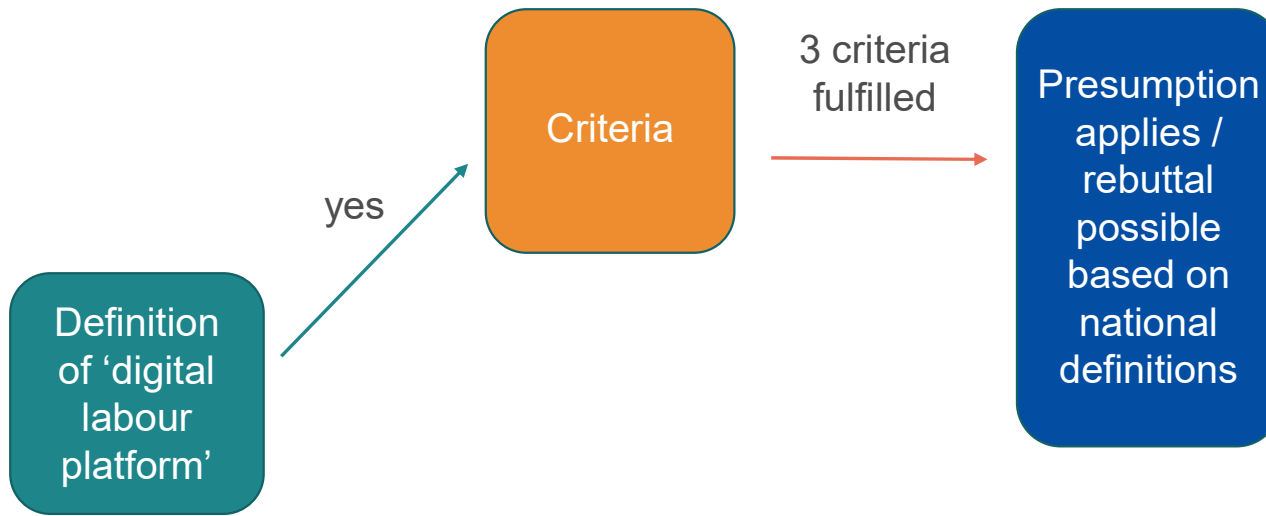 Definition
of ‘digital
labour
platform’
yes
Criteria
3 criteria
fulfilled
Presumption
applies /
rebuttal
possible
based on
national
definitions